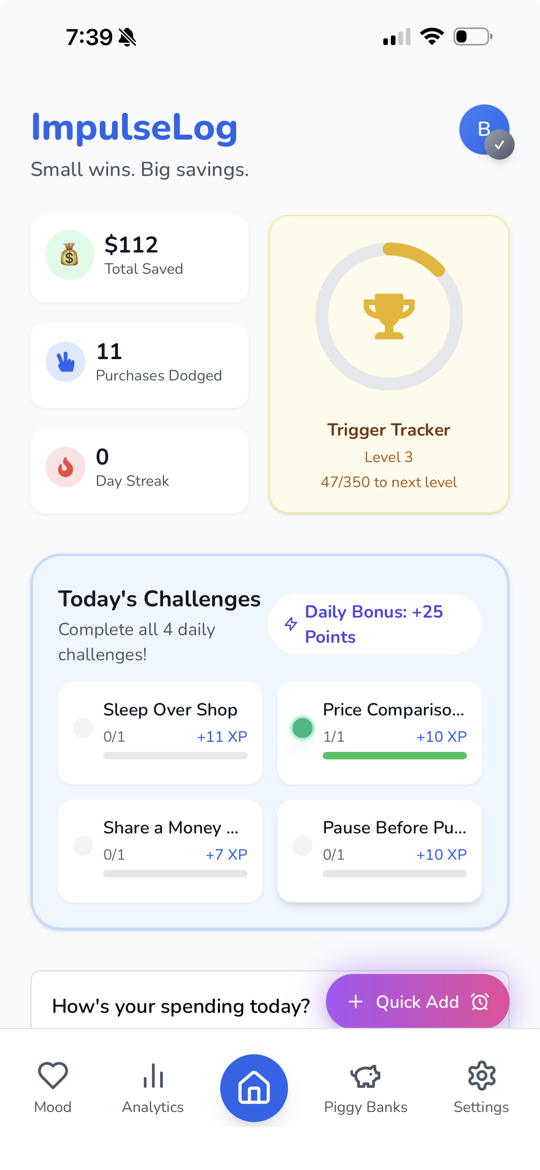 7:39
ImpulseLog
B
Small wins. Big savings.
$112
Total Saved
11
Purchases Dodged
0
Day Streak
Trigger Tracker
Level 3
47/350 to next level
Today's Challenges
Complete all 4 daily
challenges!
Daily Bonus: +25
Points
Sleep Over Shop
0/1 +11 XP
Price Compariso...
1/1 +10 XP
Share a Money ...
0/1 +7 XP
Pause Before Pu...
0/1 +10 XP
How's your spending today?
+ Quick Add
Mood
Analytics
Piggy Banks
Settings